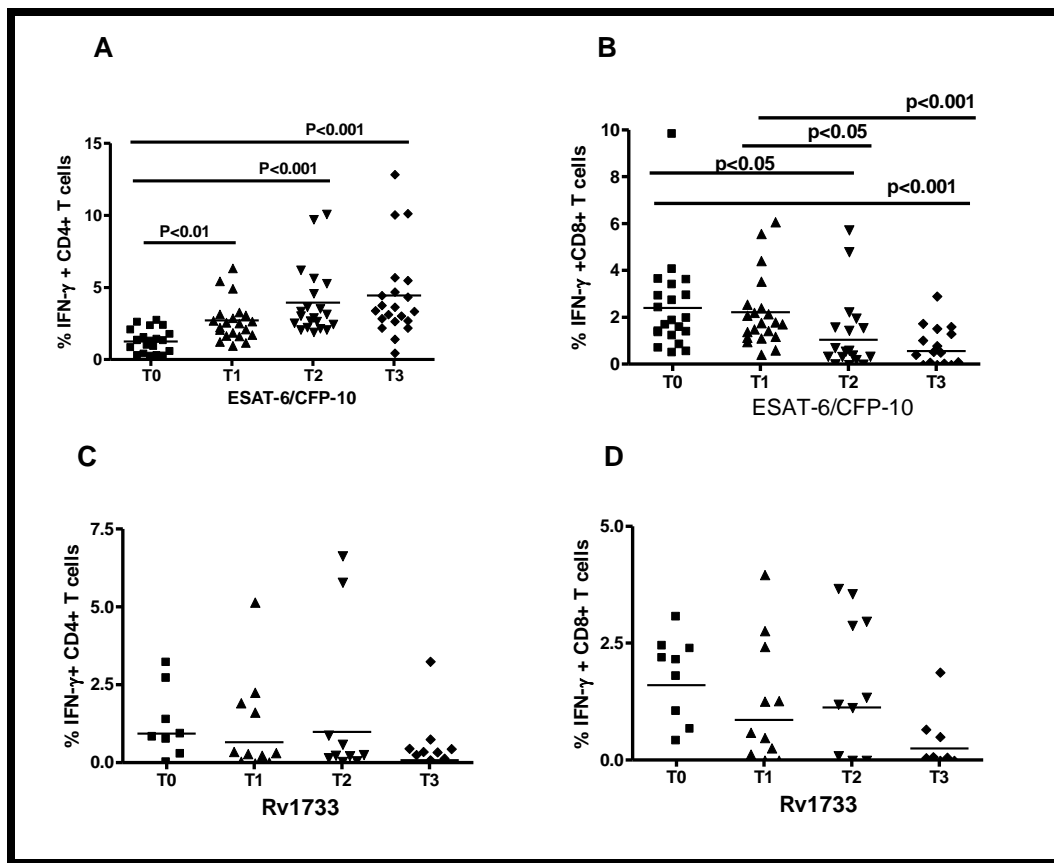 A
P<0.001
P<0.001
P<0.01
% IFN-γ + CD4+ T cells
15
10
5
0
T0 T1 T2 T3
ESAT-6/CFP-10
B
p<0.001
p<0.05
p<0.05
p<0.001
% IFN-γ +CD8+ T cells
10
8
6
4
2
0
T0 T1 T2 T3
ESAT-6/CFP-10
C
% IFN-γ+ CD4+ T cells
7.5
5.0
2.5
0.0
T0 T1 T2 T3
Rv1733
D
% IFN-γ + CD8+ T cells
5.0
2.5
0.0
T0 T1 T2 T3
Rv1733